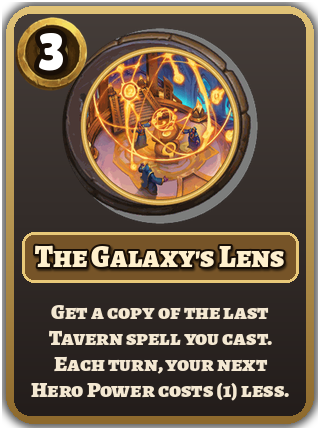 3
The Galaxy's Lens
Get a copy of the last
Tavern spell you cast.
Each turn, your next
Hero Power costs (1) less.